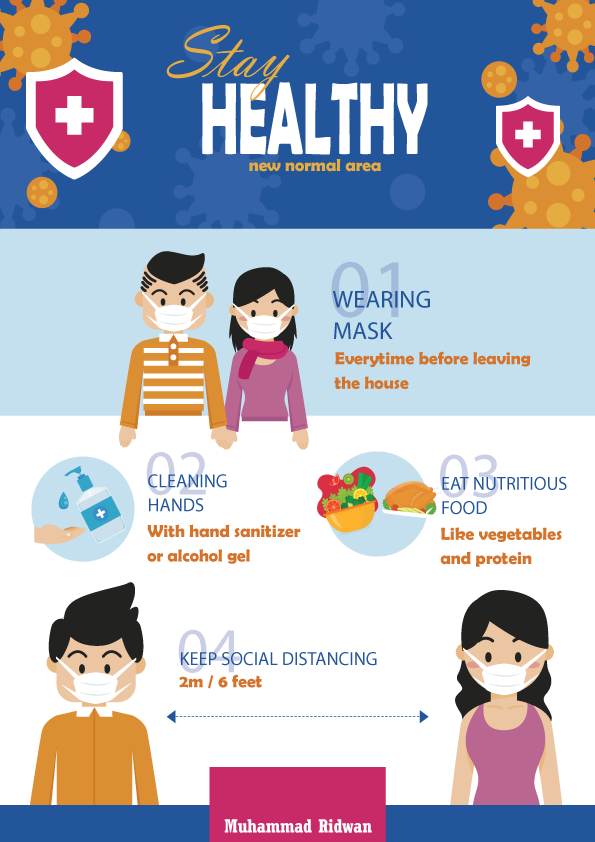 Stay
HEALTHY
new normal area
01
WEARING
MASK
Everytime before leaving
the house
02
CLEANING
HANDS
With hand sanitizer
or alcohol gel
03
EAT NUTRITIOUS
FOOD
Like vegetables
and protein
04
KEEP SOCIAL DISTANCING
2m / 6 feet
Muhammad Ridwan